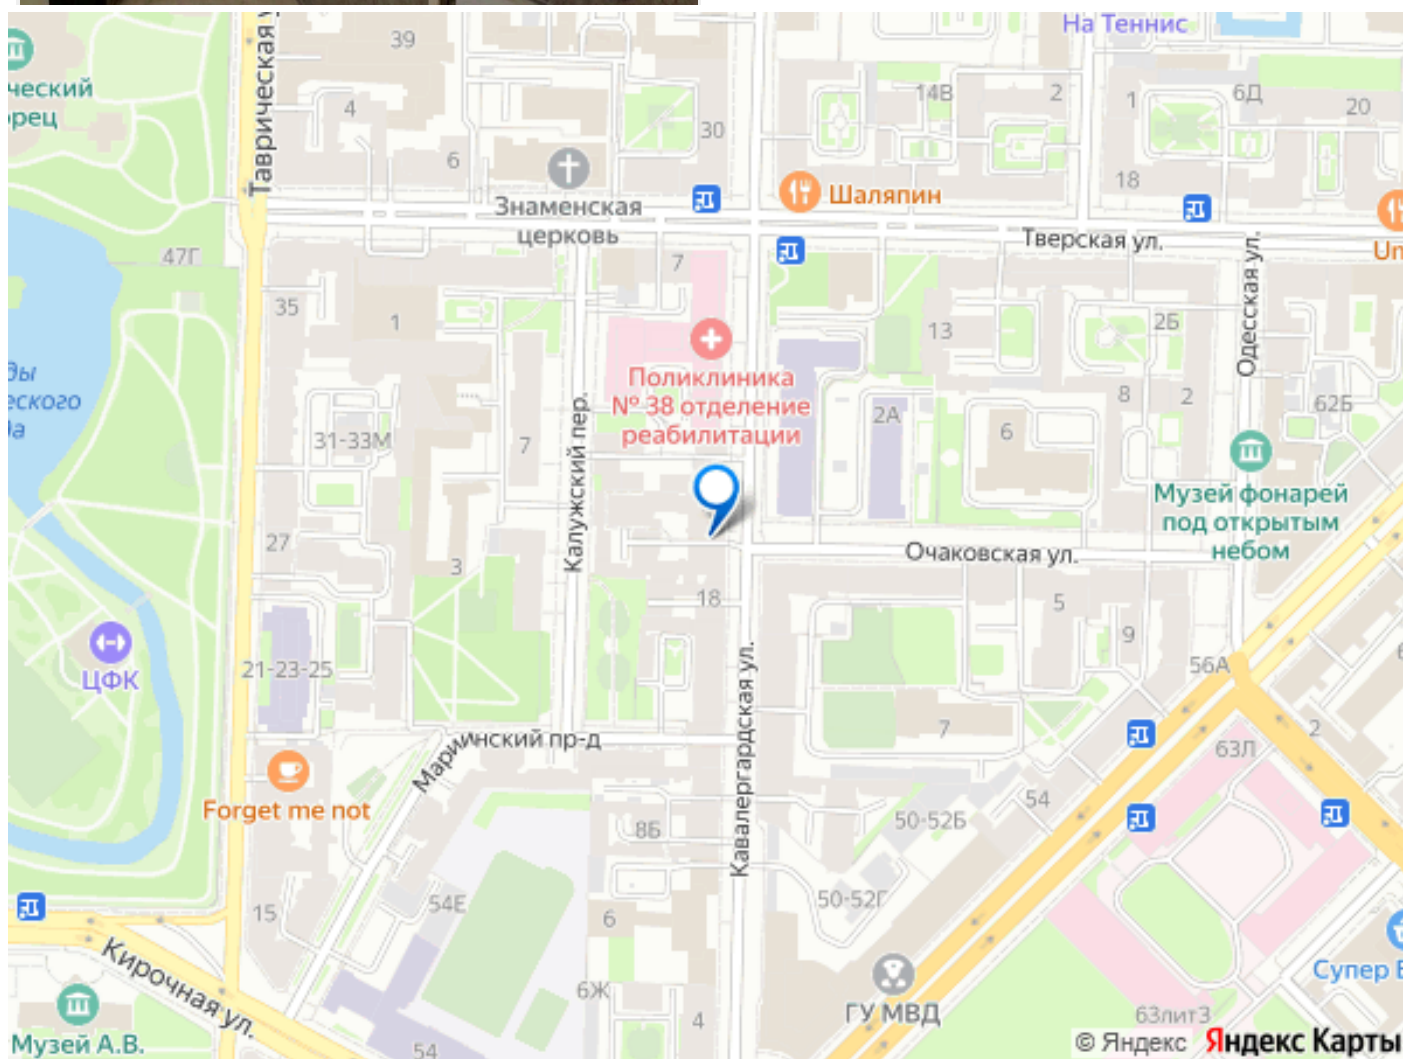 На Теннис
39
Таврическая
ческий
орец
4
14В
2
1
6Д
20
30
6
18
Знаменская
церковь
Шаляпин
Тверская ул.
Un
47Г
7
35
1
13
2Б
Одесская ул.
Поликлиника
№ 38 отделение
реабилитации
ды
еского
да
8
2
62Б
31-33М
7
Калужский пер.
2А
6
Музей фонарей
под открытым
небом
27
3
Очаковская ул.
18
5
9
ЦФК
21-23-25
56А
Кавалергардская ул.
7
2
Мариинский пр-д
63Л
Forget me not
8Б
50-52Б
54
15
54Е
6
50-52Г
Кирочная ул.
6Ж
4
ГУ МВД
63лит3
Супер
Музей А.В.
54
© Яндекс Яндекс Карты